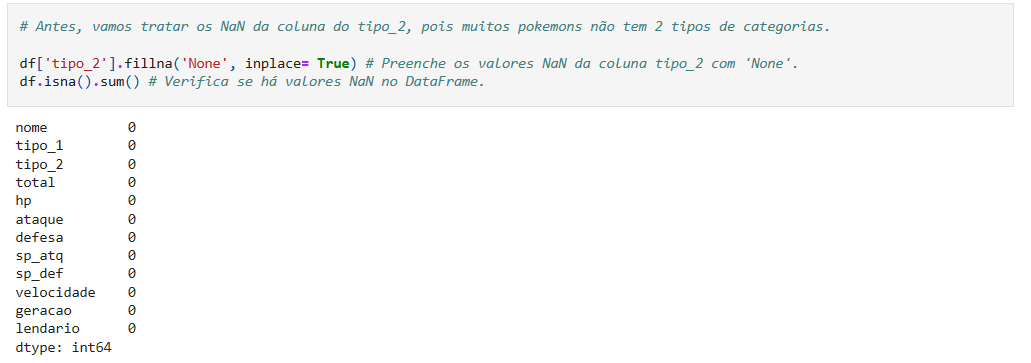 # Antes, vamos tratar os NaN da coluna do tipo_2, pois muitos pokemons não tem 2 tipos de categorias.
df['tipo_2'].fillna('None', inplace= True) # Preenche os valores NaN da coluna tipo_2 com 'None'.
df.isna().sum() # Verifica se há valores NaN no DataFrame.
nome 0
tipo_1 0
tipo_2 0
total 0
hp 0
ataque 0
defesa 0
sp_atq 0
sp_def 0
velocidade 0
geracao 0
lendario 0
dtype: int64